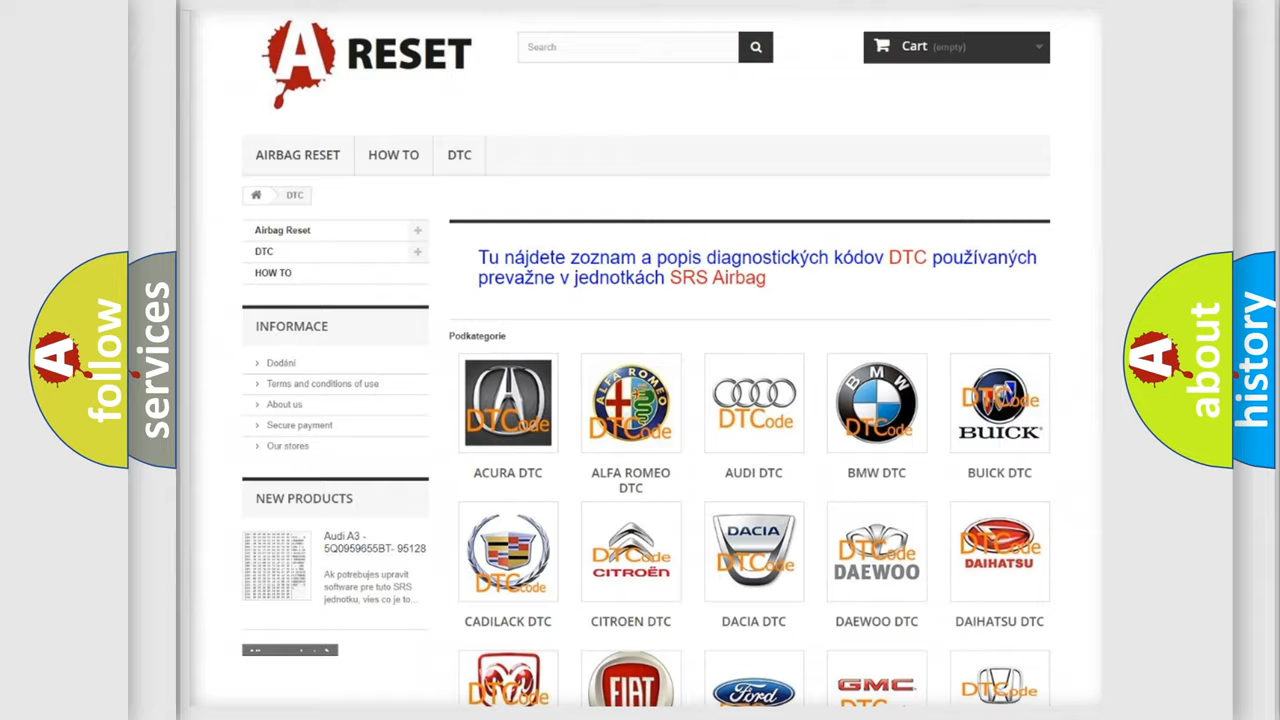 A RESET
Search
Cart (empty)
AIRBAG RESET
HOW TO
DTC
DTC
Airbag Reset
DTC
HOW TO
INFORMACE
Dodání
Terms and conditions of use
About us
Secure payment
Our stores
NEW PRODUCTS
Audi A3 -
5Q0959655BT- 95128
Ak potrebujes upravit
software pre tuto SRS
jednotku, vies co je to...
Tu nájdete zoznam a popis diagnostických kódov DTC používaných
prevažne v jednotkách SRS Airbag
Podkategorie
DTCode
ALFA ROMEO
DTCode
DTCode
BMW
DTCode
DTCode
BUICK
ACURA DTC
ALFA ROMEO
DTC
AUDI DTC
BMW DTC
BUICK DTC
DTCode
DTCode
CITROËN
DACIA
DTCode
DTCode
DAEWOO
DTCode
DAIHATSU
CADILACK DTC
CITROEN DTC
DACIA DTC
DAEWOO DTC
DAIHATSU DTC
DTCode
FIAT
Ford
GMC
DTCode
A
follow
services
A
about
history